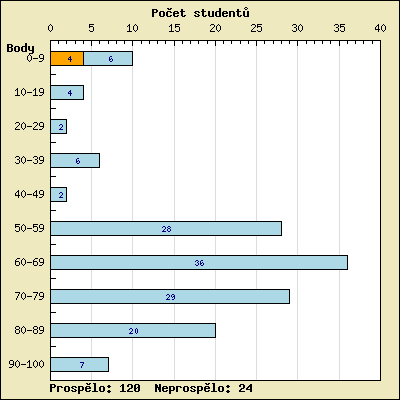 Počet studentů
0 5 10 15 20 25 30 35 40
Body
0-9 4 6
10-19 4
20-29 2
30-39 6
40-49 2
50-59 28
60-69 36
70-79 29
80-89 20
90-100 7
Prospělo: 120 Neprospělo: 24